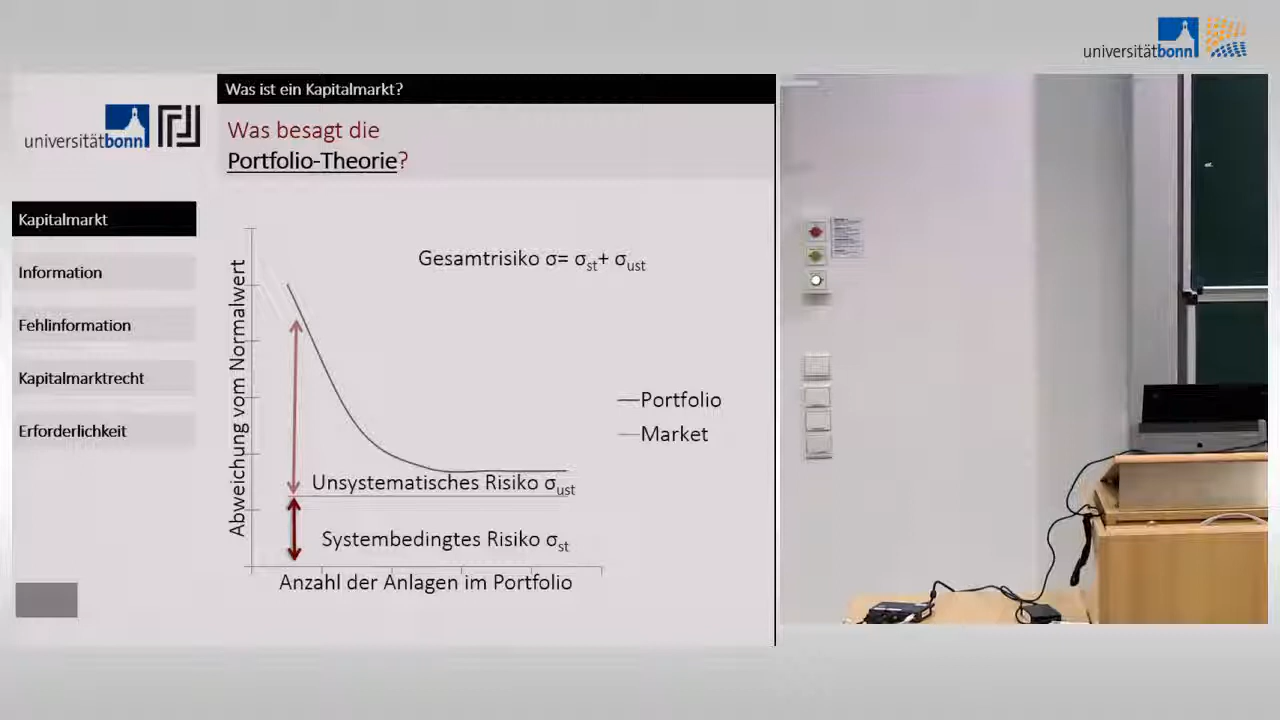 universitätbonn
Was ist ein Kapitalmarkt?
universitätbonn
Was besagt die
Portfolio-Theorie?
Kapitalmarkt
Information
Fehlinformation
Kapitalmarktrecht
Erforderlichkeit
Gesamtrisiko σ= σst+ σust
Abweichung vom Normalwert
Portfolio
Market
Unsystematisches Risiko σust
Systembedingtes Risiko σst
Anzahl der Anlagen im Portfolio